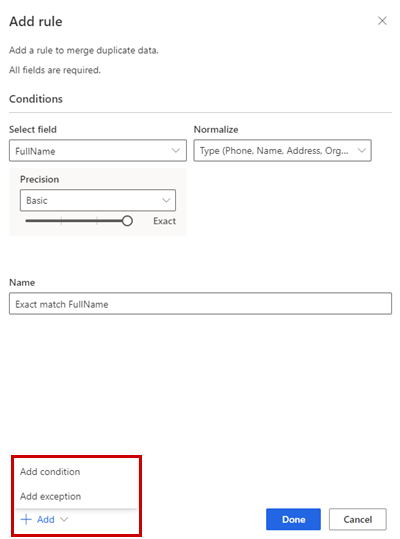 Add rule
Add a rule to merge duplicate data.
All fields are required.
Conditions
Select field
Normalize
FullName
Type (Phone, Name, Address, Org...
Precision
Basic
Exact
Name
Exact match FullName
Add condition
Add exception
+ Add
Done
Cancel